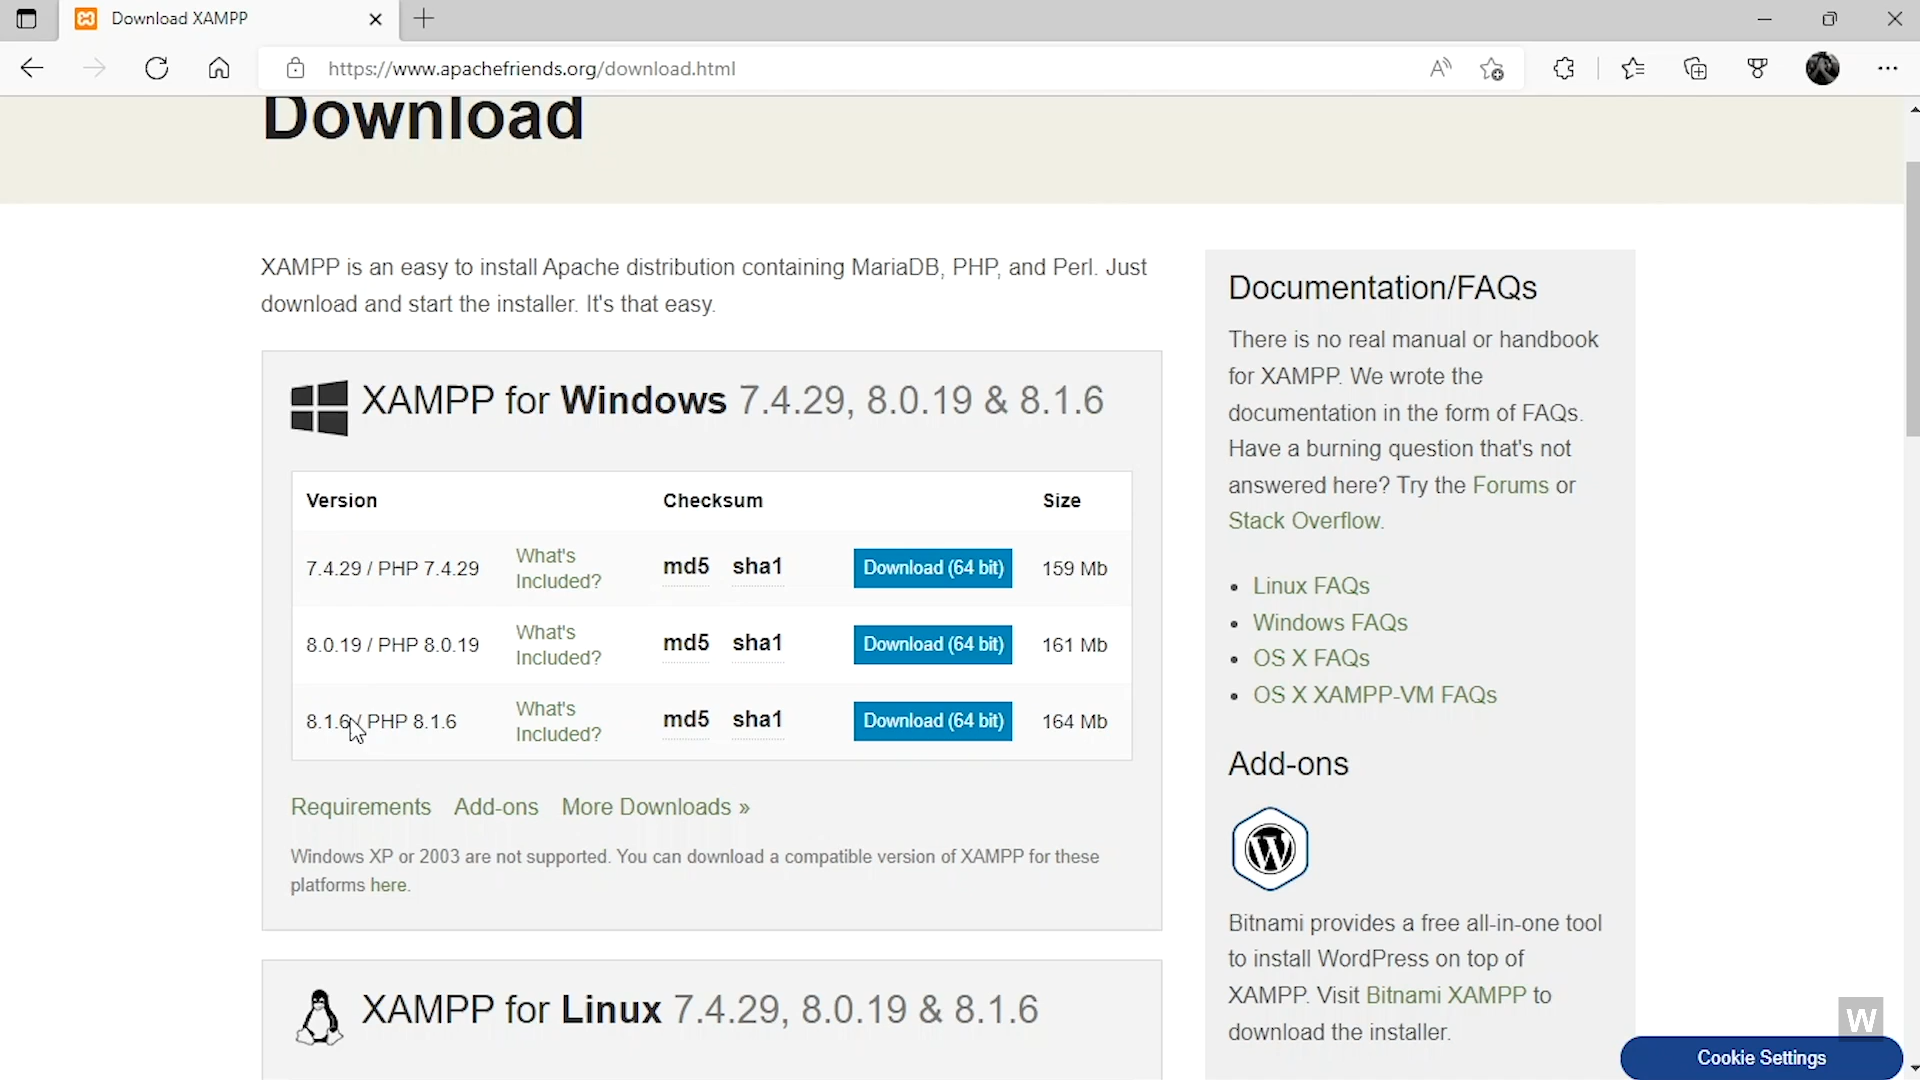 Download XAMPP
https://www.apachefriends.org/download.html
Download
XAMPP is an easy to install Apache distribution containing MariaDB, PHP, and Perl. Just
download and start the installer. It's that easy.
XAMPP for Windows 7.4.29, 8.0.19 & 8.1.6
Version Checksum Size
7.4.29 / PHP 7.4.29 What's Included? md5 sha1 Download (64 bit) 159 Mb
8.0.19 / PHP 8.0.19 What's Included? md5 sha1 Download (64 bit) 161 Mb
8.1.6 / PHP 8.1.6 What's Included? md5 sha1 Download (64 bit) 164 Mb
Requirements Add-ons More Downloads »
Windows XP or 2003 are not supported. You can download a compatible version of XAMPP for these
platforms here.
XAMPP for Linux 7.4.29, 8.0.19 & 8.1.6
Documentation/FAQs
There is no real manual or handbook
for XAMPP. We wrote the
documentation in the form of FAQs.
Have a burning question that's not
answered here? Try the Forums or
Stack Overflow.
• Linux FAQs
• Windows FAQs
• OS X FAQs
• OS X XAMPP-VM FAQs
Add-ons
Bitnami provides a free all-in-one tool
to install WordPress on top of
XAMPP. Visit Bitnami XAMPP to
download the installer.
W
Cookie Settings